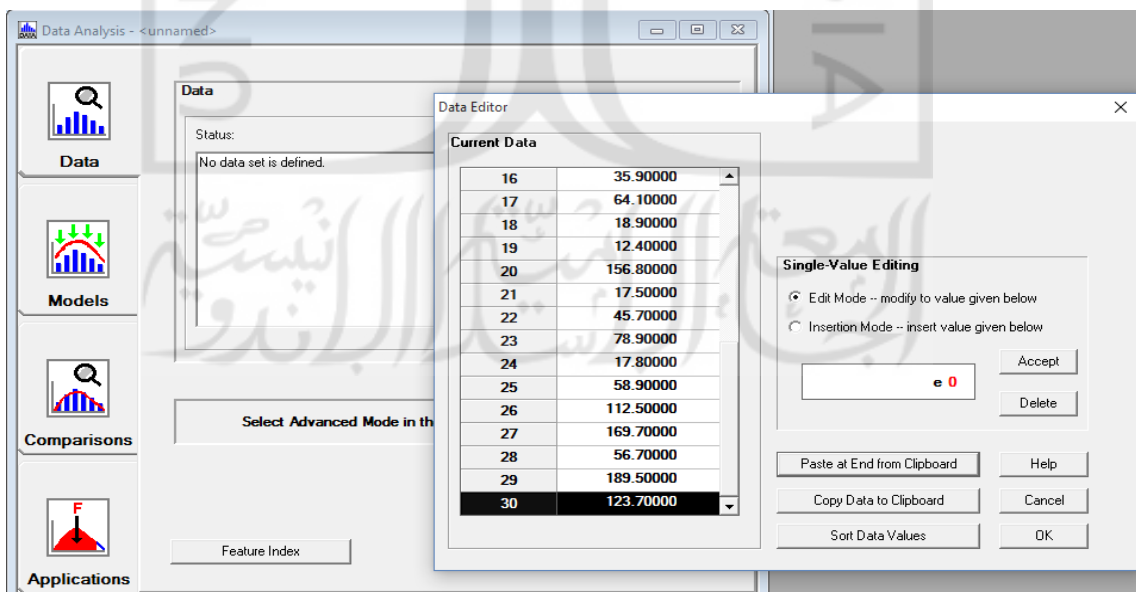 Data Analysis - <unnamed>
Data
Models
Comparisons
Applications
Data
Status:
No data set is defined.
Select Advanced Mode in th
Feature Index
Data Editor
Current Data
16 35.90000
17 64.10000
18 18.90000
19 12.40000
20 156.80000
21 17.50000
22 45.70000
23 78.90000
24 17.80000
25 58.90000
26 112.50000
27 169.70000
28 56.70000
29 189.50000
30 123.70000
Single-Value Editing
Edit Mode -- modify to value given below
Insertion Mode -- insert value given below
e 0
Accept
Delete
Paste at End from Clipboard
Help
Copy Data to Clipboard
Cancel
Sort Data Values
OK